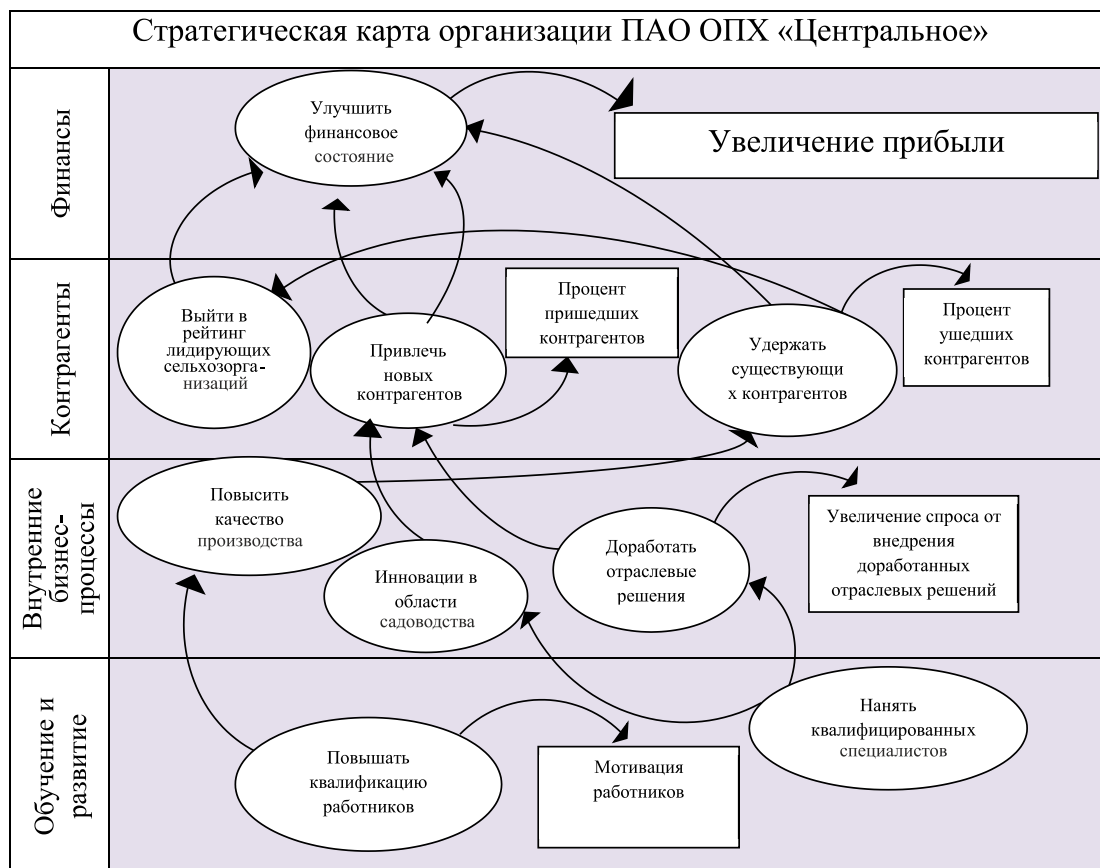 Стратегическая карта организации ПАО ОПХ «Центральное»
Финансы
Улучшить
финансовое
состояние
Увеличение прибыли
Контрагенты
Выйти в
рейтинг
лидирующих
сельхозорга-
низаций
Привлечь
новых
контрагентов
Процент
пришедших
контрагентов
Удержать
существующи
х контрагентов
Процент
ушедших
контрагентов
Внутренние
бизнес-
процессы
Повысить
качество
производства
Инновации в
области
садоводства
Доработать
отраслевые
решения
Увеличение спроса от
внедрения
доработанных
отраслевых решений
Обучение и
развитие
Повышать
квалификацию
работников
Мотивация
работников
Нанять
квалифицированных
специалистов